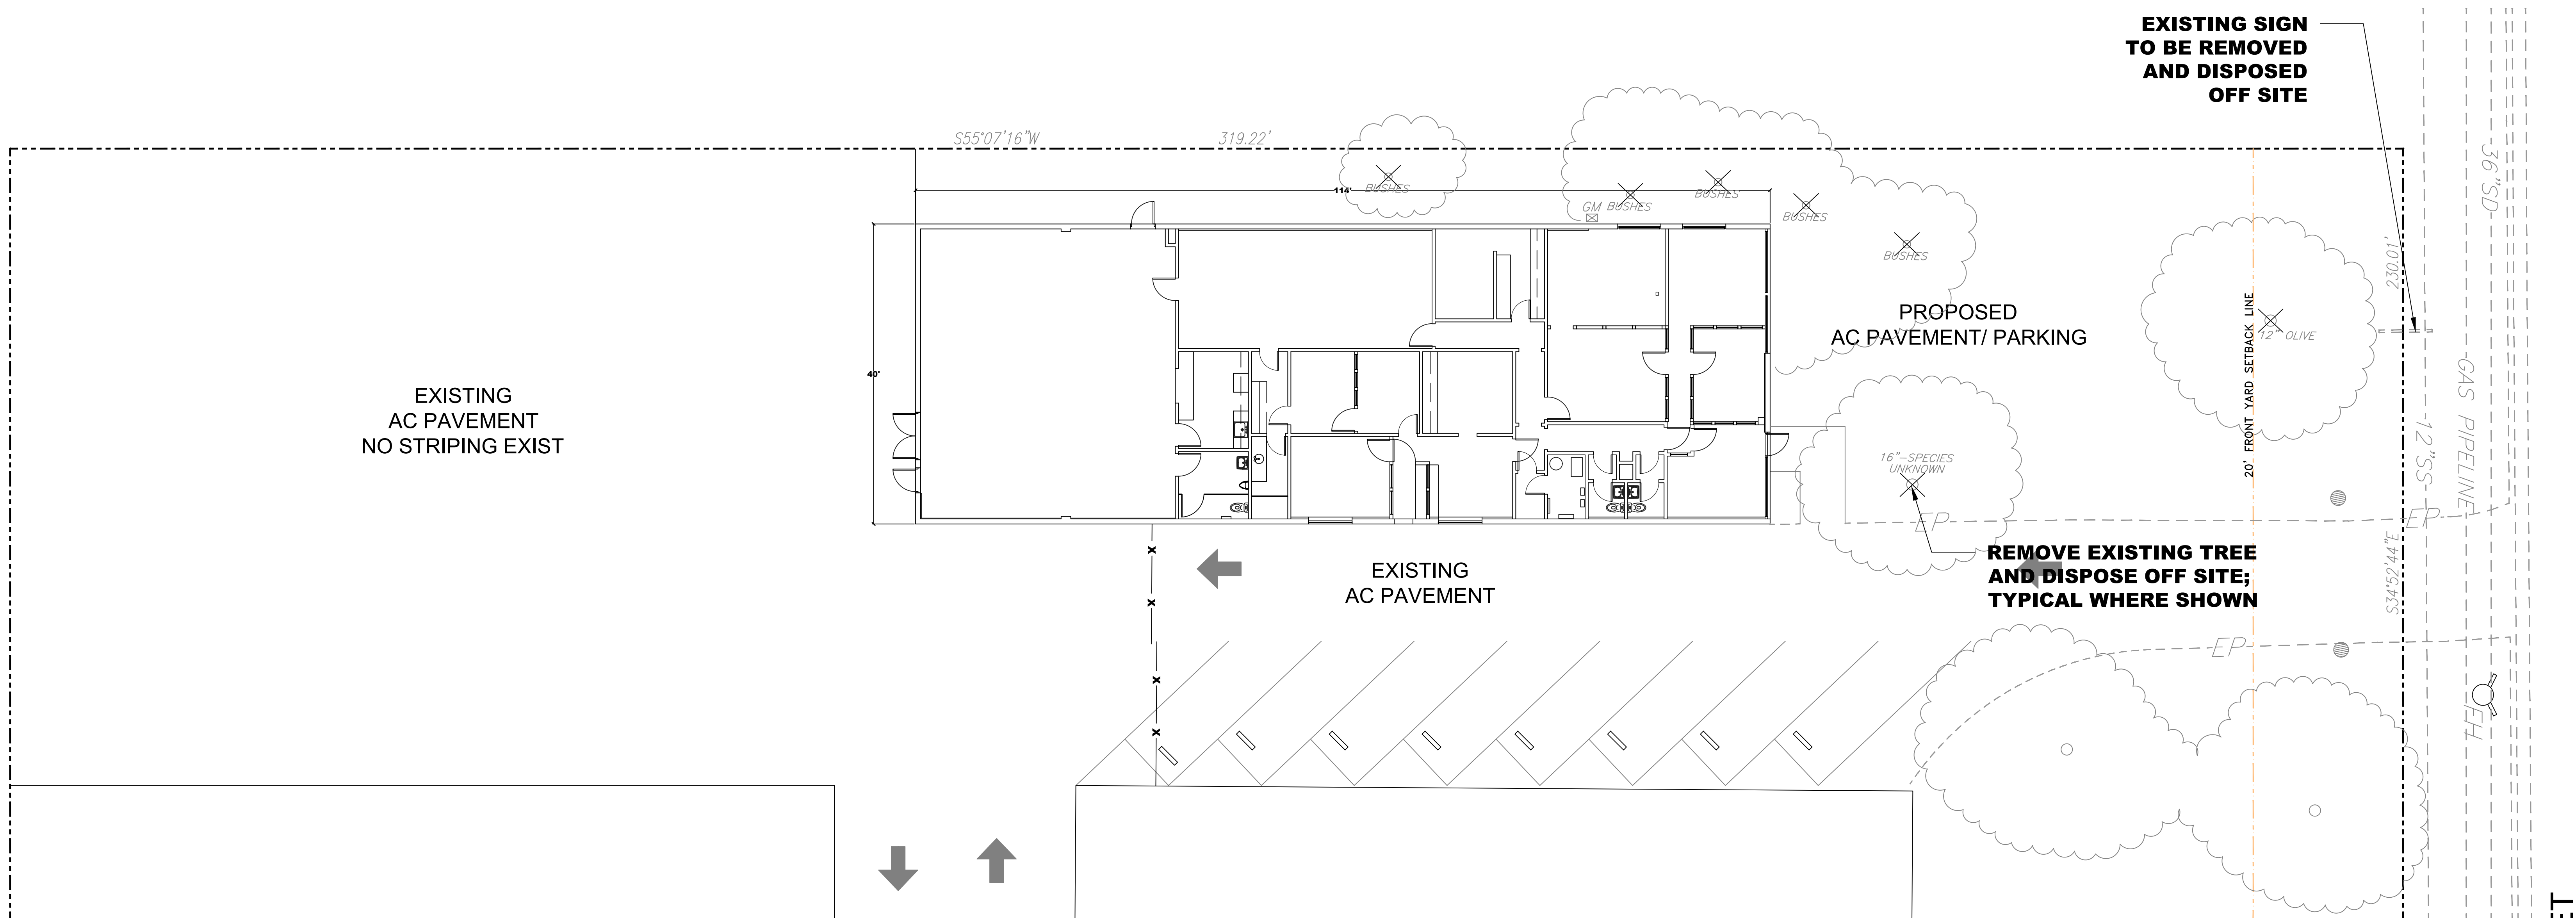 EXISTING SIGN
TO BE REMOVED
AND DISPOSED
OFF SITE
S55°07'16"W
319.22'
36"SD
114'
BUSHES
GM
BUSHES
BUSHES
BUSHES
BUSHES
230.01'
PROPOSED
AC PAVEMENT/ PARKING
20' FRONT YARD SETBACK LINE
12" OLIVE
40'
EXISTING
AC PAVEMENT
NO STRIPING EXIST
GAS PIPELINE
12"SS
16"-SPECIES
UNKNOWN
EP
EP
S34°52'44"E
REMOVE EXISTING TREE
AND DISPOSE OFF SITE;
TYPICAL WHERE SHOWN
EXISTING
AC PAVEMENT
X
X
X
X
EP
FH
ET